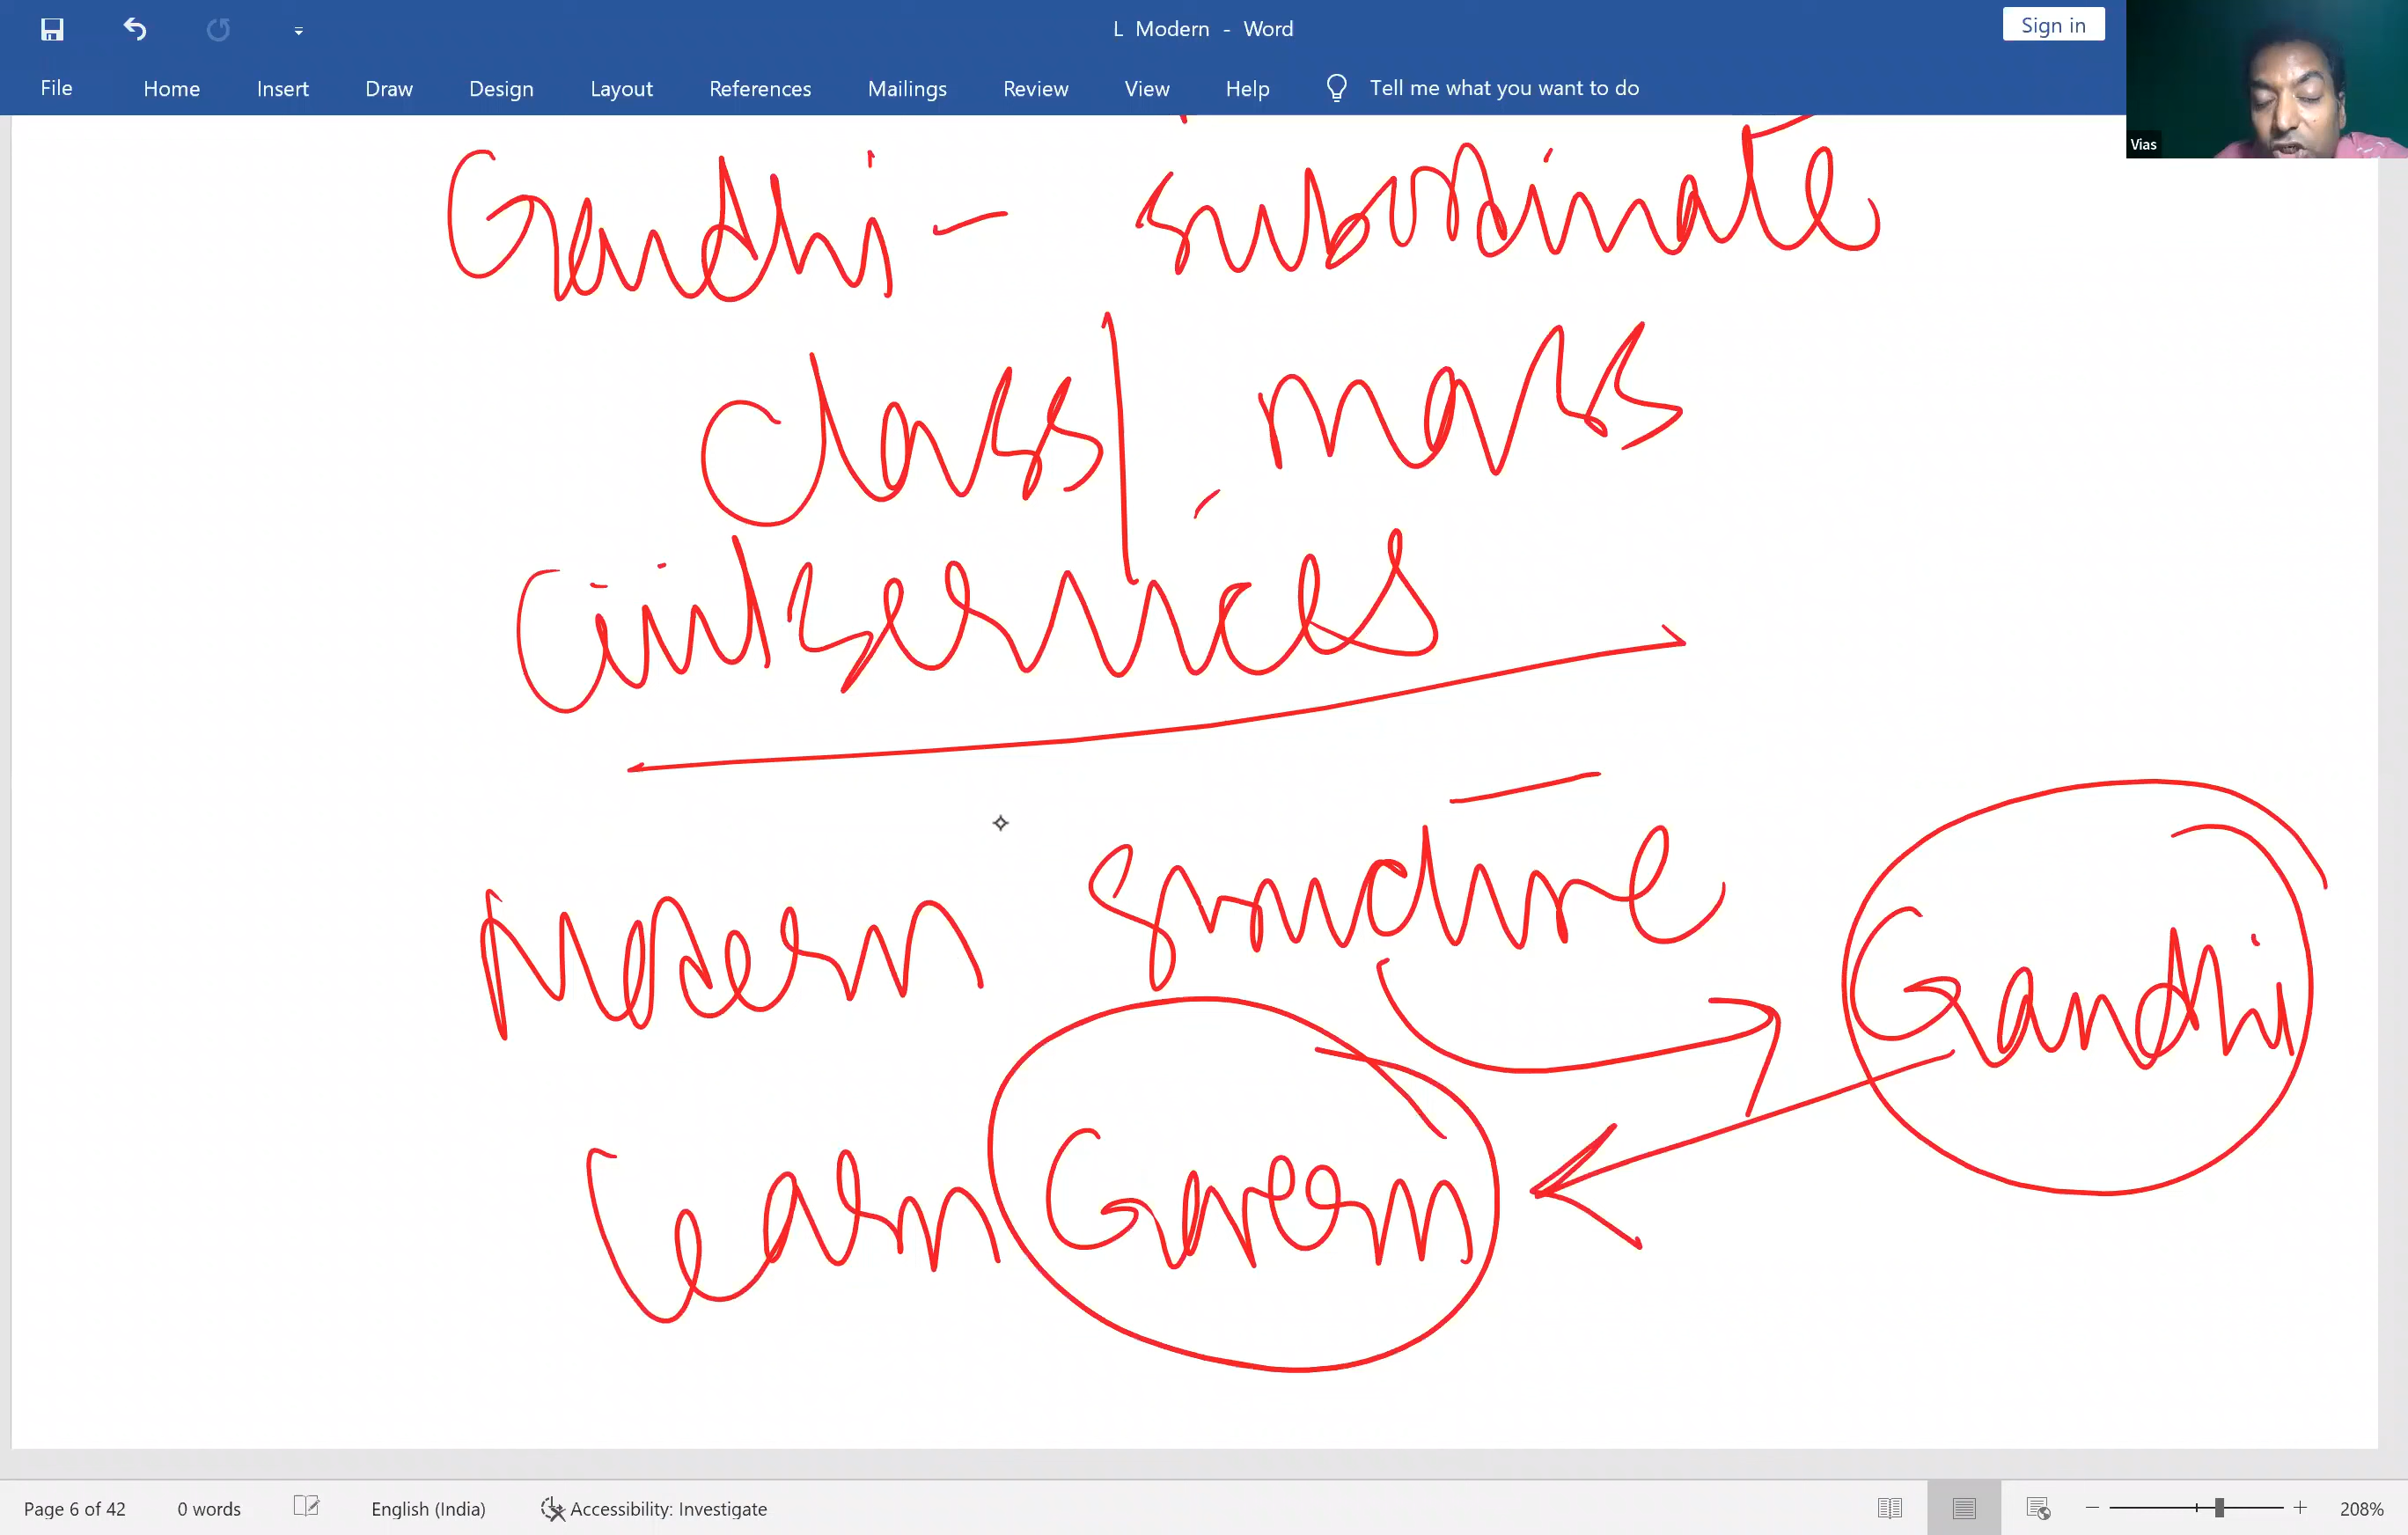 L Modern - Word
Sign in
File Home Insert Draw Design Layout References Mailings Review View Help Tell me what you want to do
Vias
Gandhi - Subordinate
Class | mass
Civil services
Modern structure
Gandhi
Learn Govern
Page 6 of 42 0 words English (India) Accessibility: Investigate 208%